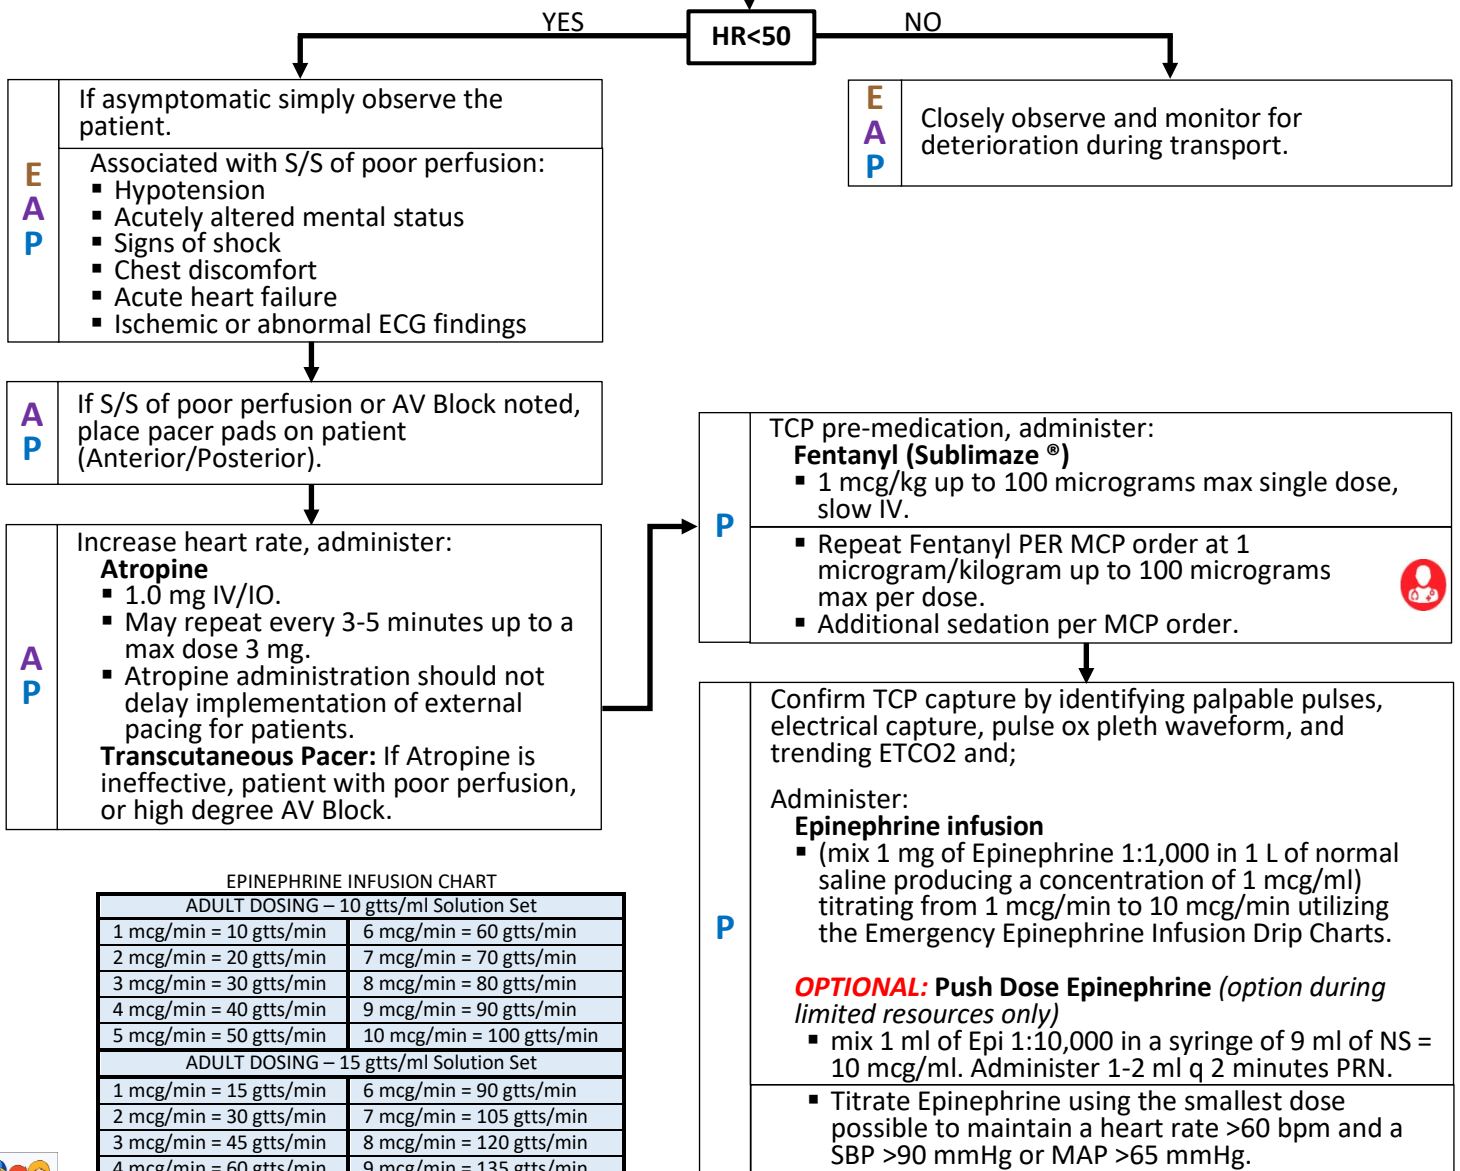 YES
HR<50
NO
E
A
P
If asymptomatic simply observe the
patient.
Associated with S/S of poor perfusion:
▪ Hypotension
▪ Acutely altered mental status
▪ Signs of shock
▪ Chest discomfort
▪ Acute heart failure
▪ Ischemic or abnormal ECG findings
E
A
P
Closely observe and monitor for
deterioration during transport.
A
P
If S/S of poor perfusion or AV Block noted,
place pacer pads on patient
(Anterior/Posterior).
A
P
Increase heart rate, administer:
Atropine
▪ 1.0 mg IV/IO.
▪ May repeat every 3-5 minutes up to a
max dose 3 mg.
▪ Atropine administration should not
delay implementation of external
pacing for patients.
Transcutaneous Pacer: If Atropine is
ineffective, patient with poor perfusion,
or high degree AV Block.
P
TCP pre-medication, administer:
Fentanyl (Sublimaze ®)
▪ 1 mcg/kg up to 100 micrograms max single dose,
slow IV.
▪ Repeat Fentanyl PER MCP order at 1
microgram/kilogram up to 100 micrograms
max per dose.
▪ Additional sedation per MCP order.
P
Confirm TCP capture by identifying palpable pulses,
electrical capture, pulse ox pleth waveform, and
trending ETCO2 and;
Administer:
Epinephrine infusion
▪ (mix 1 mg of Epinephrine 1:1,000 in 1 L of normal
saline producing a concentration of 1 mcg/ml)
titrating from 1 mcg/min to 10 mcg/min utilizing
the Emergency Epinephrine Infusion Drip Charts.
OPTIONAL: Push Dose Epinephrine (option during
limited resources only)
▪ mix 1 ml of Epi 1:10,000 in a syringe of 9 ml of NS =
10 mcg/ml. Administer 1-2 ml q 2 minutes PRN.
▪ Titrate Epinephrine using the smallest dose
possible to maintain a heart rate >60 bpm and a
SBP >90 mmHg or MAP >65 mmHg.
EPINEPHRINE INFUSION CHART
ADULT DOSING – 10 gtts/ml Solution Set
1 mcg/min = 10 gtts/min 6 mcg/min = 60 gtts/min
2 mcg/min = 20 gtts/min 7 mcg/min = 70 gtts/min
3 mcg/min = 30 gtts/min 8 mcg/min = 80 gtts/min
4 mcg/min = 40 gtts/min 9 mcg/min = 90 gtts/min
5 mcg/min = 50 gtts/min 10 mcg/min = 100 gtts/min
ADULT DOSING – 15 gtts/ml Solution Set
1 mcg/min = 15 gtts/min 6 mcg/min = 90 gtts/min
2 mcg/min = 30 gtts/min 7 mcg/min = 105 gtts/min
3 mcg/min = 45 gtts/min 8 mcg/min = 120 gtts/min
4 mcg/min = 60 gtts/min 9 mcg/min = 135 gtts/min